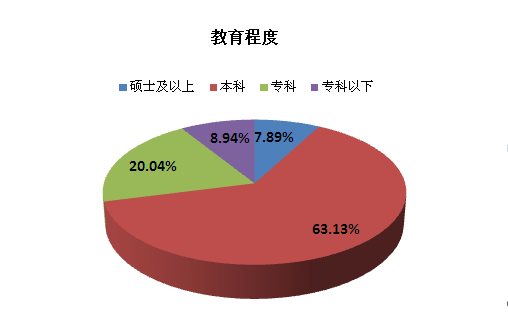 教育程度
硕士及以上 本科 专科 专科以下
8.94% 7.89%
20.04%
63.13%